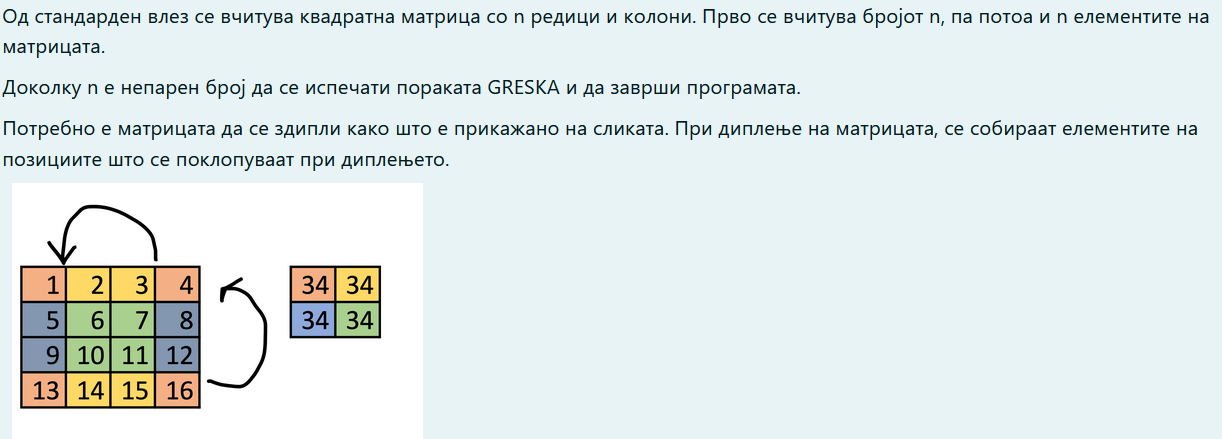 Од стандарден влез се вчитува квадратна матрица со n редици и колони. Прво се вчитува бројот n, па потоа и n елементите на
матрицата.
Доколку n е непарен број да се испечати пораката GRESKA и да заврши програмата.
Потребно е матрицата да се здипли како што е прикажано на сликата. При диплење на матрицата, се собираат елементите на
позициите што се поклопуваат при диплењето.
1 2 3 4
5 6 7 8
9 10 11 12
13 14 15 16
34 34
34 34